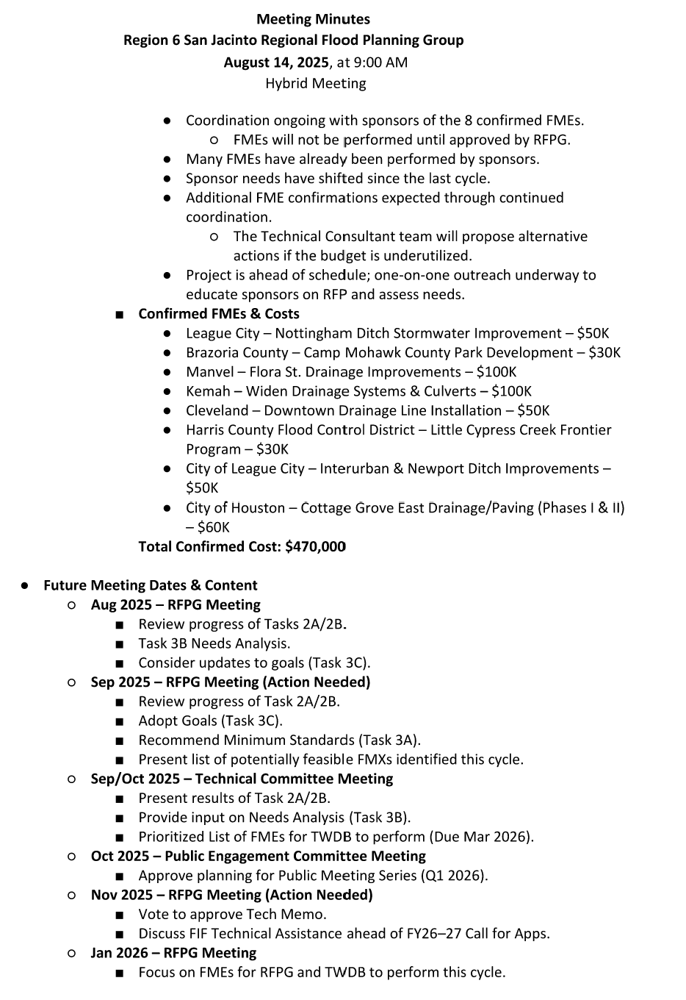 Meeting Minutes
Region 6 San Jacinto Regional Flood Planning Group
August 14, 2025, at 9:00 AM
Hybrid Meeting
● Coordination ongoing with sponsors of the 8 confirmed FMEs.
○ FMEs will not be performed until approved by RFPG.
● Many FMEs have already been performed by sponsors.
● Sponsor needs have shifted since the last cycle.
● Additional FME confirmations expected through continued
coordination.
○ The Technical Consultant team will propose alternative
actions if the budget is underutilized.
● Project is ahead of schedule; one-on-one outreach underway to
educate sponsors on RFP and assess needs.
■ Confirmed FMEs & Costs
● League City – Nottingham Ditch Stormwater Improvement – $50K
● Brazoria County – Camp Mohawk County Park Development – $30K
● Manvel – Flora St. Drainage Improvements – $100K
● Kemah – Widen Drainage Systems & Culverts – $100K
● Cleveland – Downtown Drainage Line Installation – $50K
● Harris County Flood Control District – Little Cypress Creek Frontier
Program – $30K
● City of League City – Interurban & Newport Ditch Improvements –
$50K
● City of Houston – Cottage Grove East Drainage/Paving (Phases I & II)
– $60K
Total Confirmed Cost: $470,000
● Future Meeting Dates & Content
○ Aug 2025 – RFPG Meeting
■ Review progress of Tasks 2A/2B.
■ Task 3B Needs Analysis.
■ Consider updates to goals (Task 3C).
○ Sep 2025 – RFPG Meeting (Action Needed)
■ Review progress of Task 2A/2B.
■ Adopt Goals (Task 3C).
■ Recommend Minimum Standards (Task 3A).
■ Present list of potentially feasible FMXs identified this cycle.
○ Sep/Oct 2025 – Technical Committee Meeting
■ Present results of Task 2A/2B.
■ Provide input on Needs Analysis (Task 3B).
■ Prioritized List of FMEs for TWDB to perform (Due Mar 2026).
○ Oct 2025 – Public Engagement Committee Meeting
■ Approve planning for Public Meeting Series (Q1 2026).
○ Nov 2025 – RFPG Meeting (Action Needed)
■ Vote to approve Tech Memo.
■ Discuss FIF Technical Assistance ahead of FY26–27 Call for Apps.
○ Jan 2026 – RFPG Meeting
■ Focus on FMEs for RFPG and TWDB to perform this cycle.